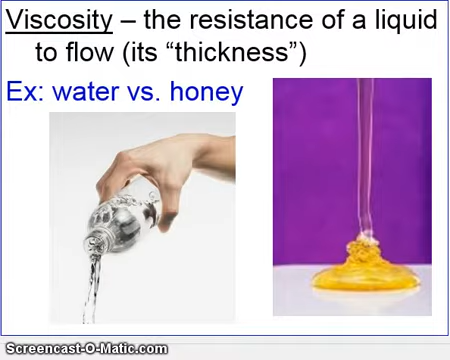 Viscosity – the resistance of a liquid
to flow (its “thickness”)
Ex: water vs. honey
Screencast-O-Matic.com